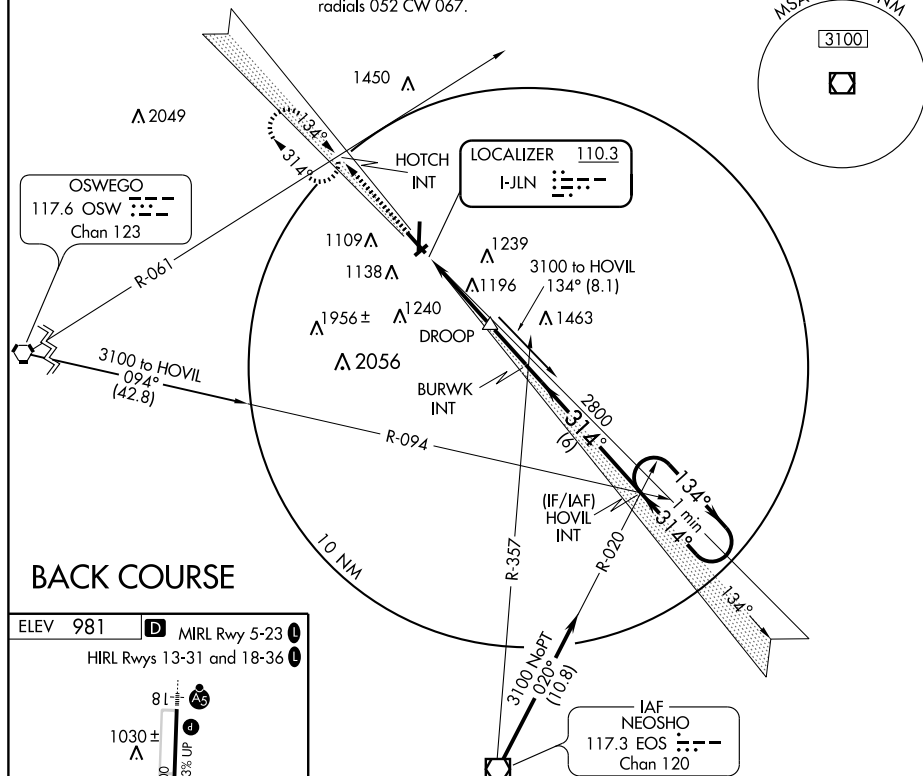 radials 052 CW 067.
MSA
NM
3100
1450
2049
134°
314°
HOTCH
INT
LOCALIZER 110.3
I-JLN
OSWEGO
117.6 OSW
Chan 123
R-061
1109
1138
1239
1196
3100 to HOVIL
134° (8.1)
1956 ±
1240
1463
DROOP
2056
BURWK
INT
3100 to HOVIL
094°
(42.8)
R-094
2800
314°
(6)
134°
1 min
314°
(IF/IAF)
HOVIL
INT
R-357
R-020
10 NM
134°
BACK COURSE
ELEV 981 D MIRL Rwy 5-23 L
HIRL Rwys 13-31 and 18-36 L
18
A5
P
1030 ±
3% UP
3100 NoPT
020°
(10.8)
IAF
NEOSHO
117.3 EOS
Chan 120